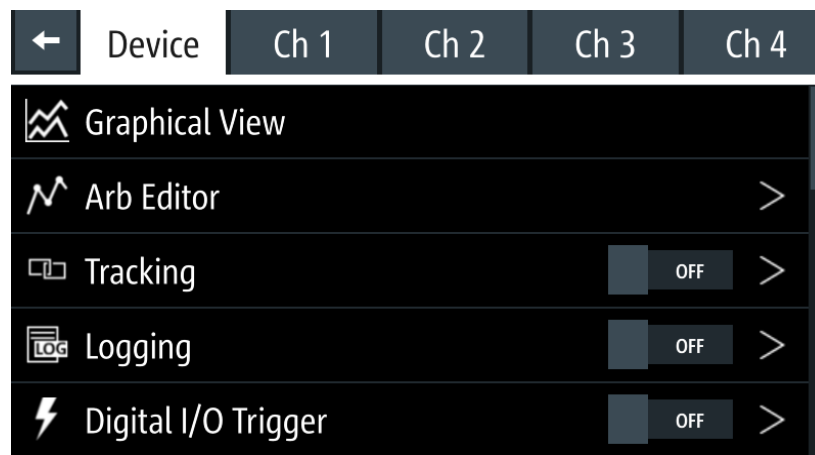 Device Ch 1 Ch 2 Ch 3 Ch 4
Graphical View
Arb Editor
Tracking OFF
LOG Logging OFF
Digital I/O Trigger OFF